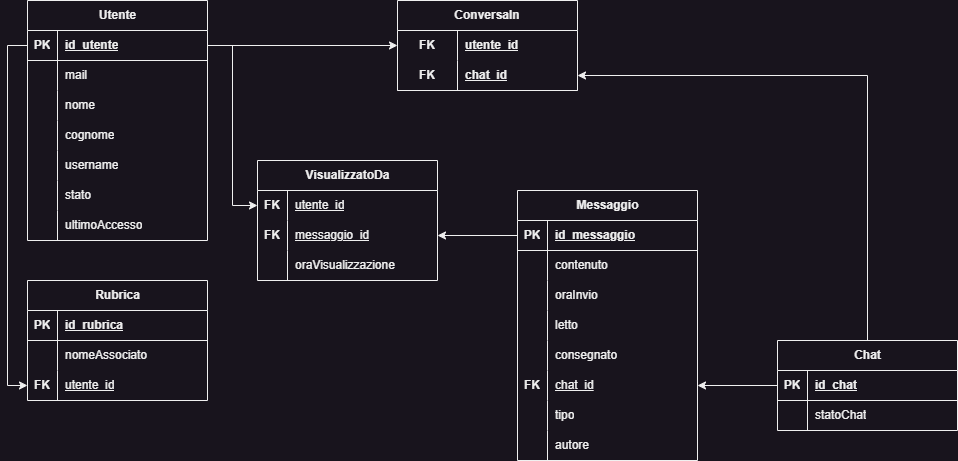 Utente
PK id_utente
mail
nome
cognome
username
stato
ultimoAccesso
ConversaIn
FK utente_id
FK chat_id
VisualizzatoDa
FK utente_id
FK messaggio_id
oraVisualizzazione
Messaggio
PK id_messaggio
contenuto
oraInvio
letto
consegnato
FK chat_id
tipo
autore
Rubrica
PK id_rubrica
nomeAssociato
FK utente_id
Chat
PK id_chat
statoChat